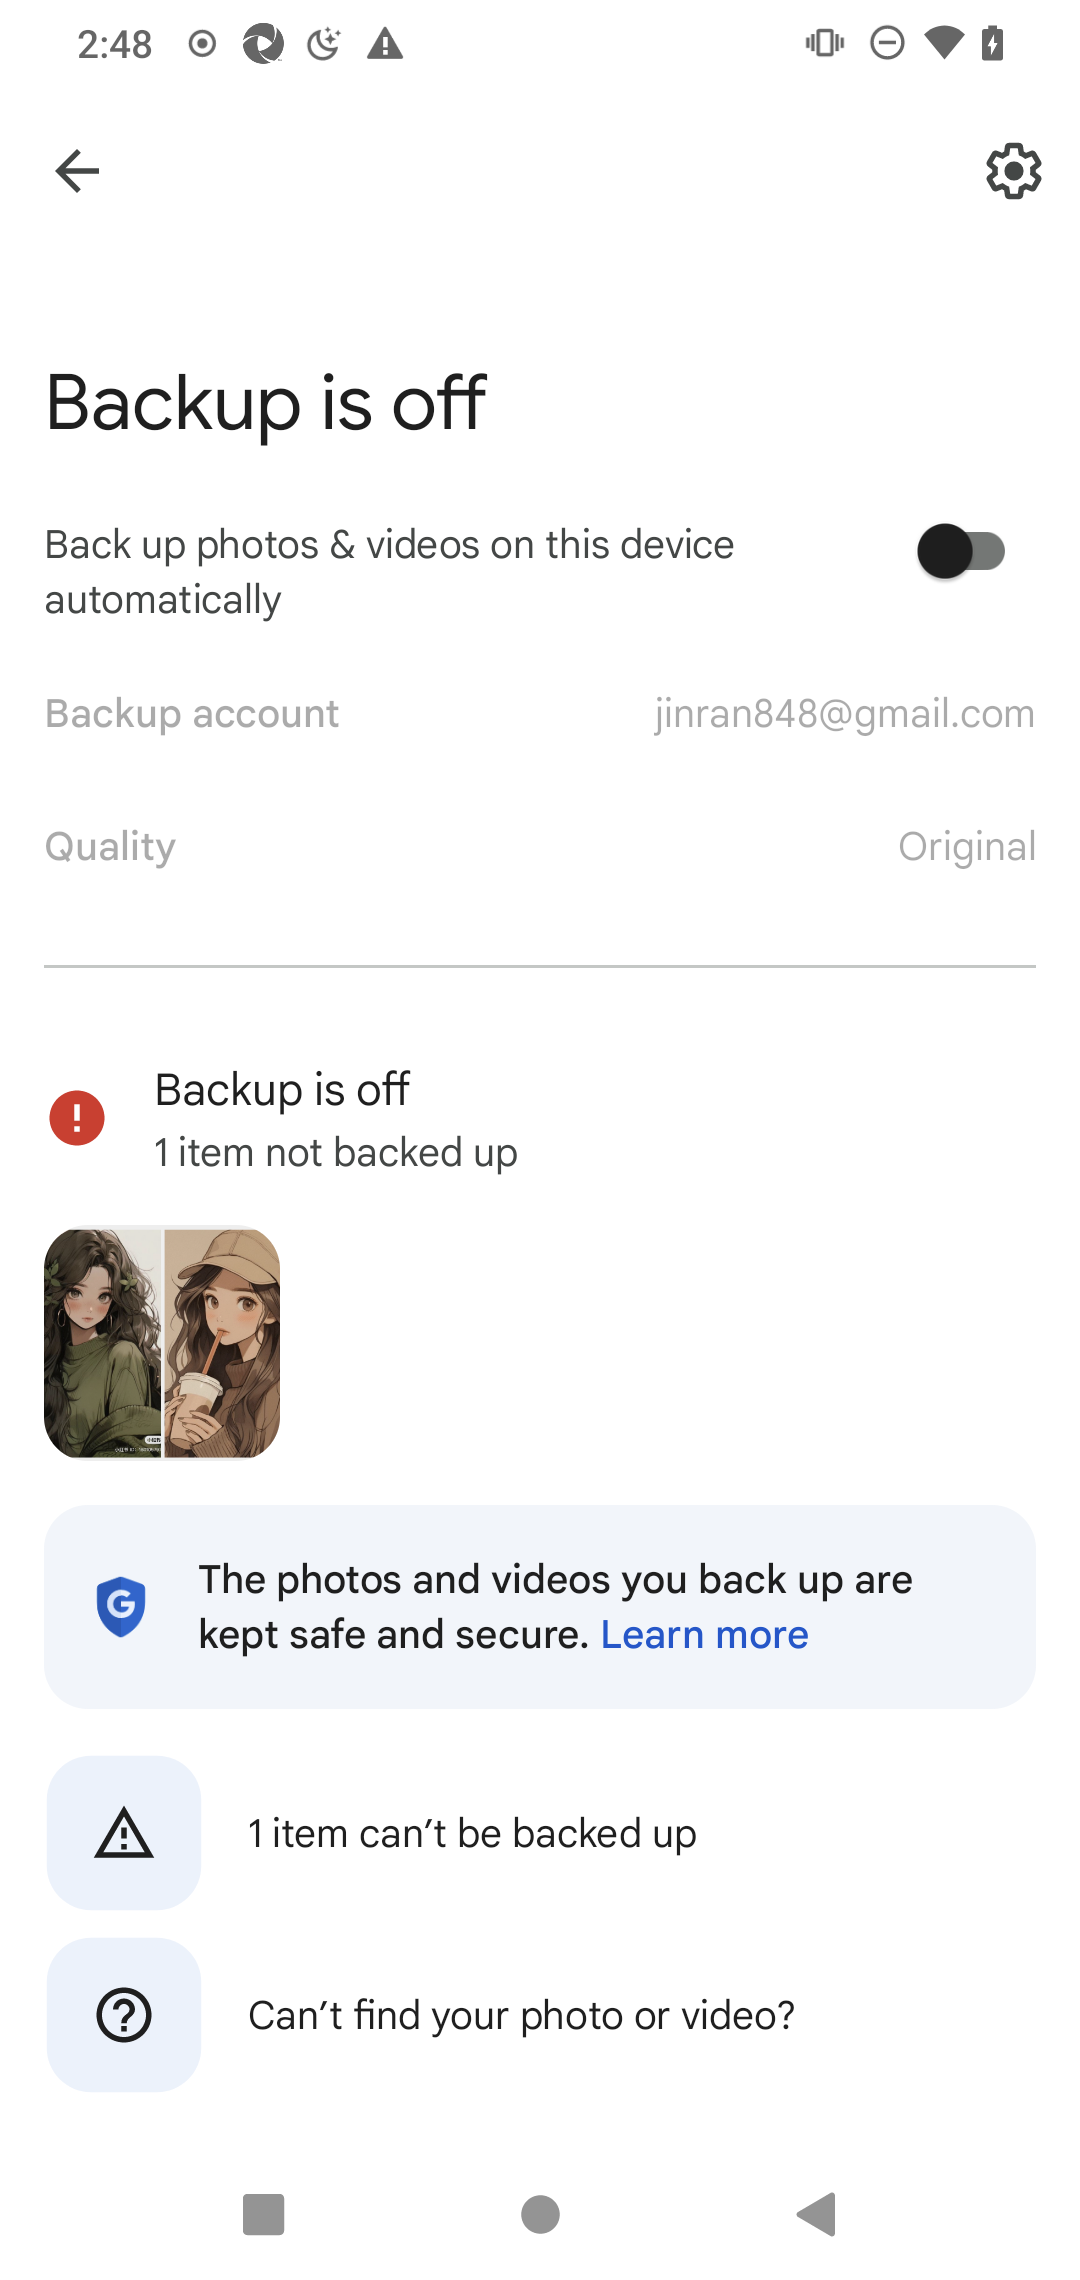 2:48
Backup is off
Back up photos & videos on this device
automatically
Backup account jinran848@gmail.com
Quality Original
Backup is off
1 item not backed up
The photos and videos you back up are
kept safe and secure. Learn more
1 item can’t be backed up
Can’t find your photo or video?